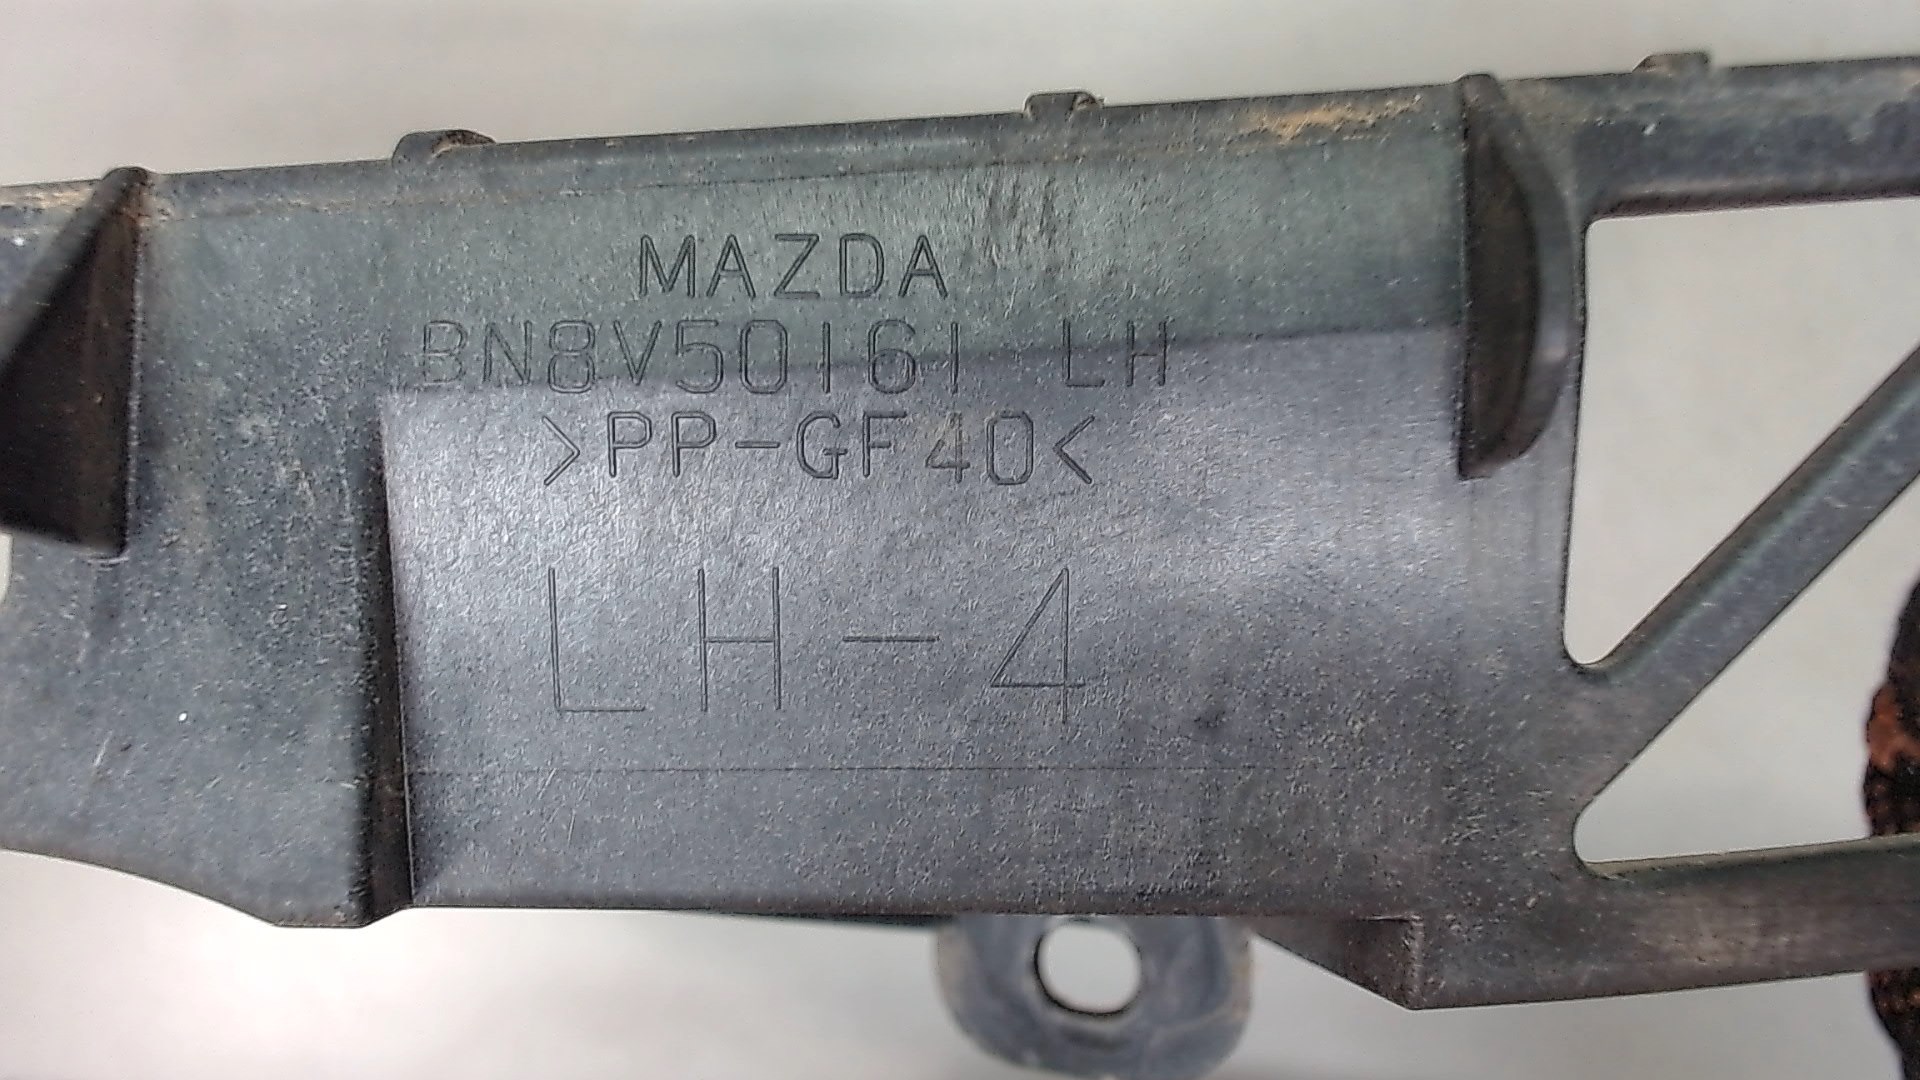 MAZDA
BN8V50161 LH
>PP-GF40<
LH-4